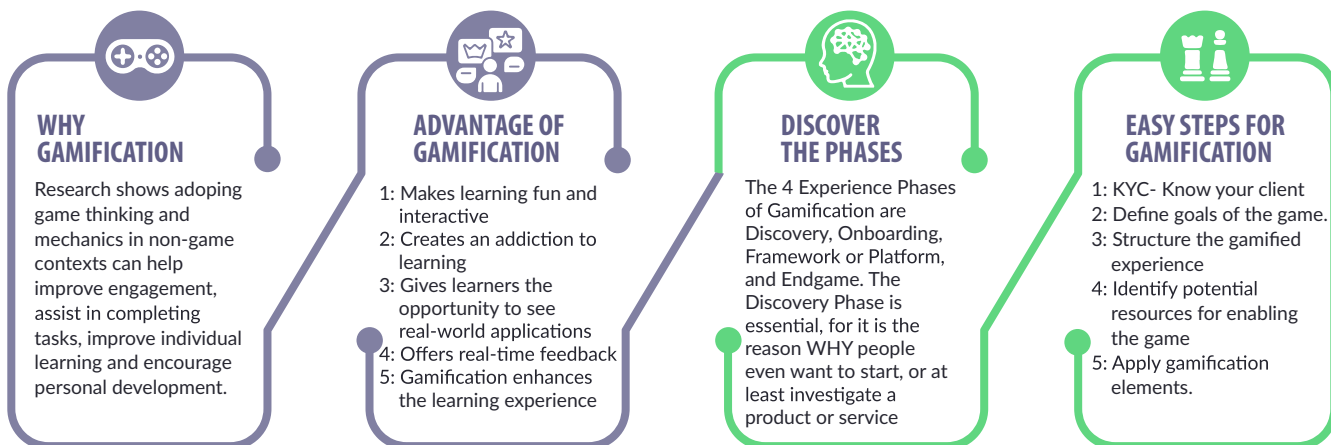 WHY
GAMIFICATION
Research shows adopting
game thinking and
mechanics in non-game
contexts can help
improve engagement,
assist in completing
tasks, improve individual
learning and encourage
personal development.
ADVANTAGE OF
GAMIFICATION
1: Makes learning fun and
interactive
2: Creates an addiction to
learning
3: Gives learners the
opportunity to see
real-world applications
4: Offers real-time feedback
5: Gamification enhances
the learning experience
DISCOVER
THE PHASES
The 4 Experience Phases
of Gamification are
Discovery, Onboarding,
Framework or Platform,
and Endgame. The
Discovery Phase is
essential, for it is the
reason WHY people
even want to start, or at
least investigate a
product or service
EASY STEPS FOR
GAMIFICATION
1: KYC- Know your client
2: Define goals of the game.
3: Structure the gamified
experience
4: Identify potential
resources for enabling
the game
5: Apply gamification
elements.